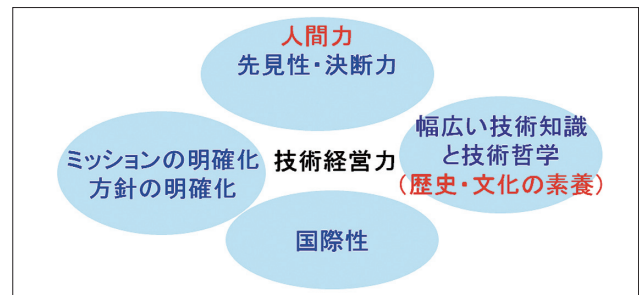 人間力
先見性・決断力
ミッションの明確化
方針の明確化
技術経営力
幅広い技術知識
と技術哲学
(歴史・文化の素養)
国際性